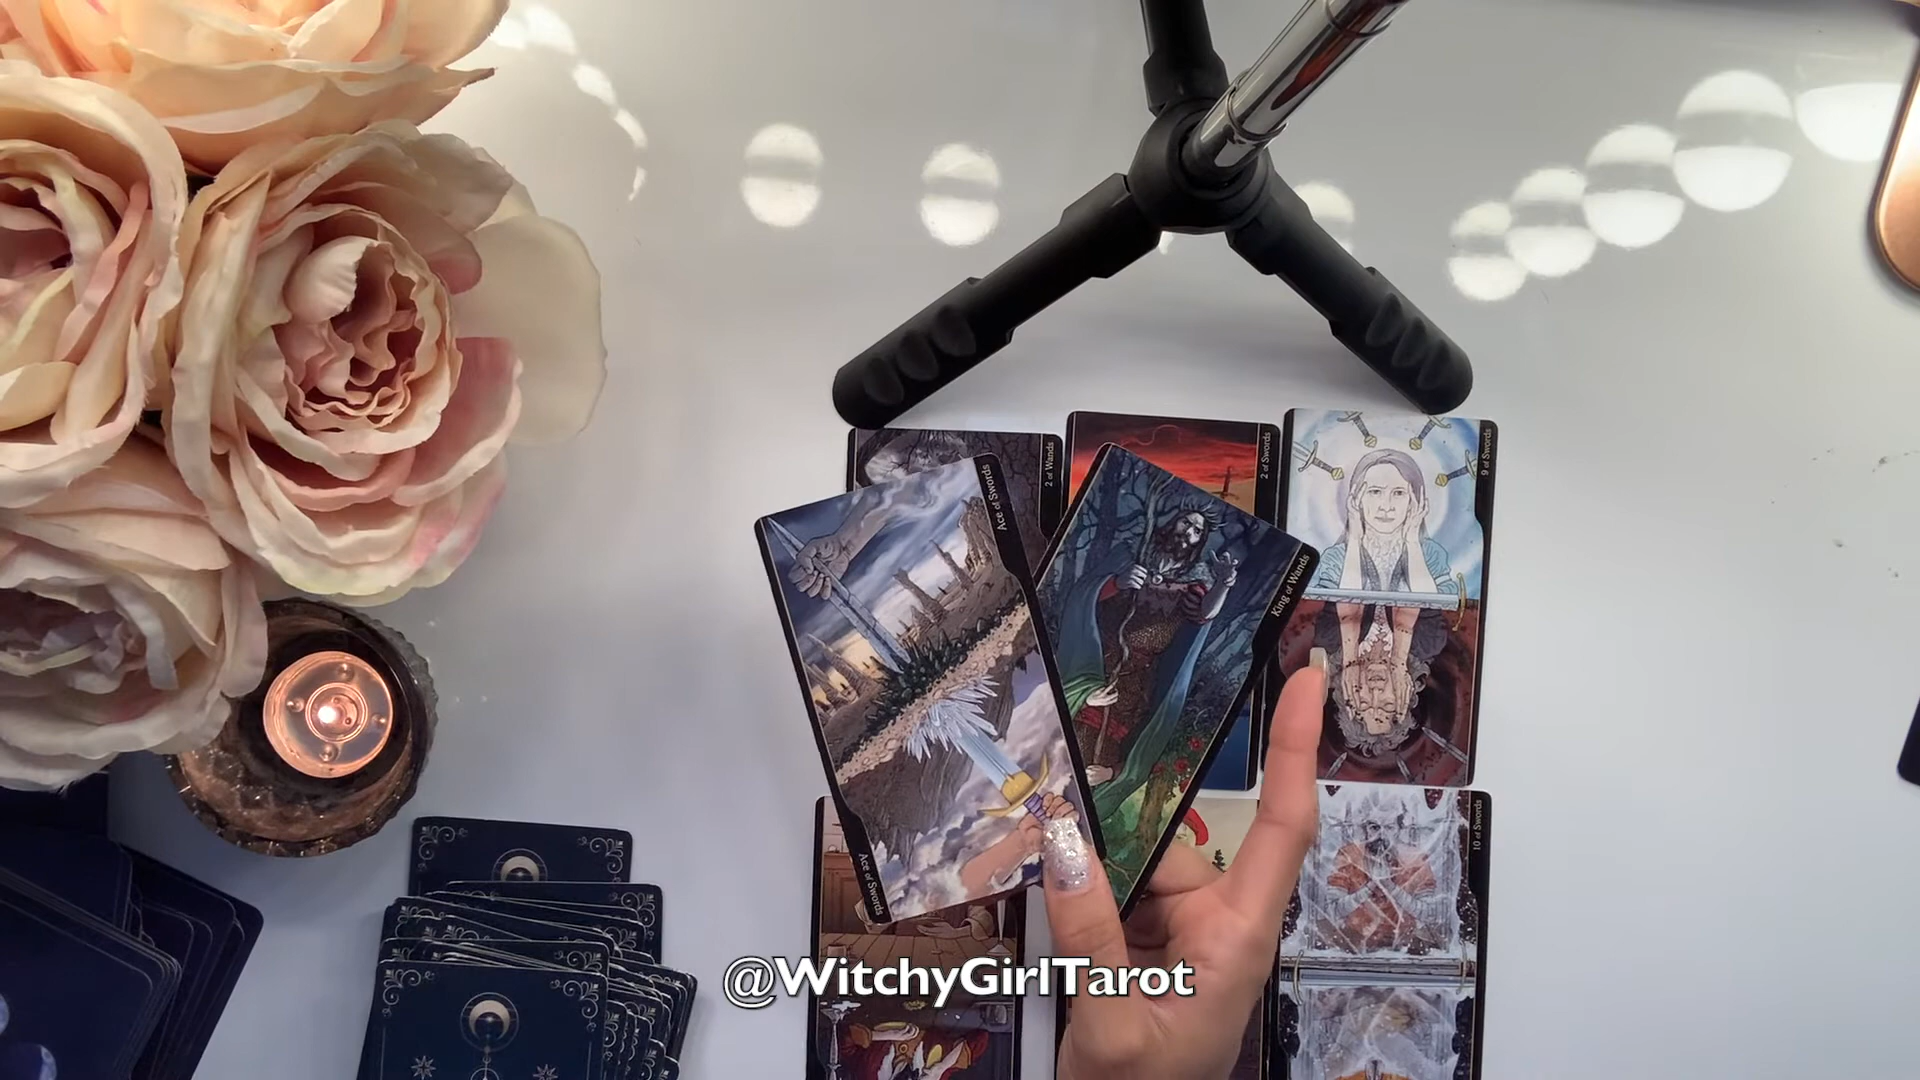 2 of Wands
2 of Swords
9 of Swords
Ace of Swords
King of Wands
10 of Swords
Ace of Swords
@WitchyGirlTarot